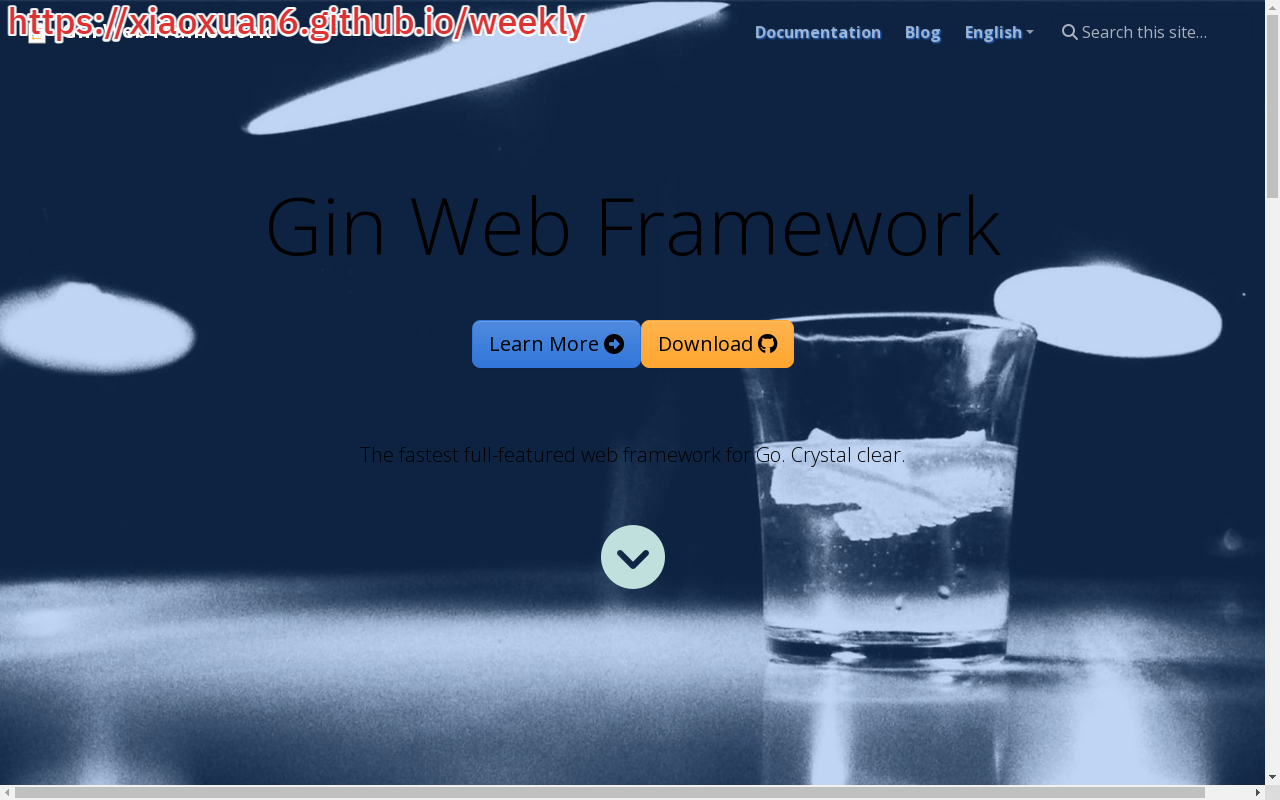 https://xiaoxuan6.github.io/weekly
Documentation
Blog
English
Search this site…
Gin Web Framework
Learn More
Download
The fastest full-featured web framework for Go. Crystal clear.